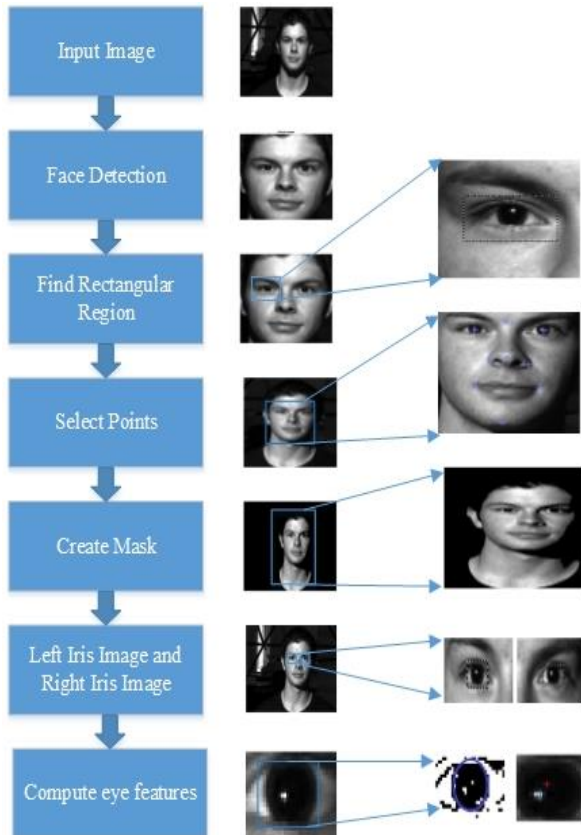 Input Image
Face Detection
Find Rectangular
Region
Select Points
Create Mask
Left Iris Image and
Right Iris Image
Compute eye features